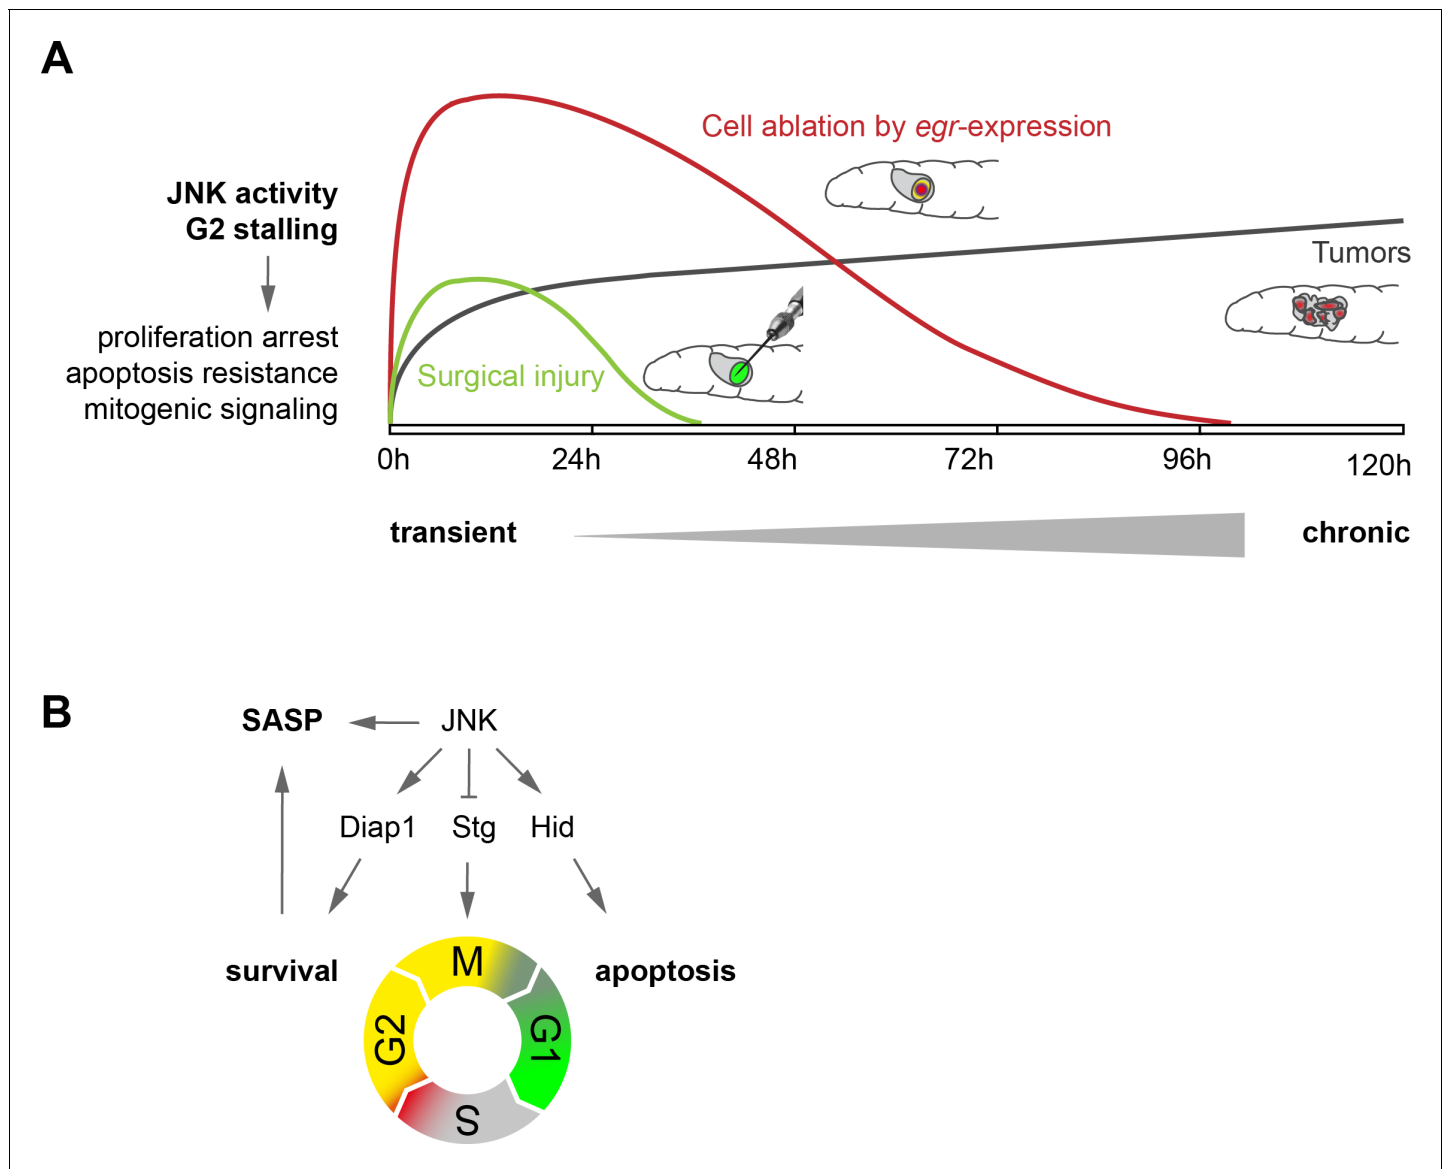 A
Cell ablation by egr-expression
JNK activity
G2 stalling
Tumors
proliferation arrest
apoptosis resistance
mitogenic signaling
Surgical injury
0h 24h 48h 72h 96h 120h
transient chronic
B
SASP JNK
Diap1 Stg Hid
survival M apoptosis
G2 G1
S